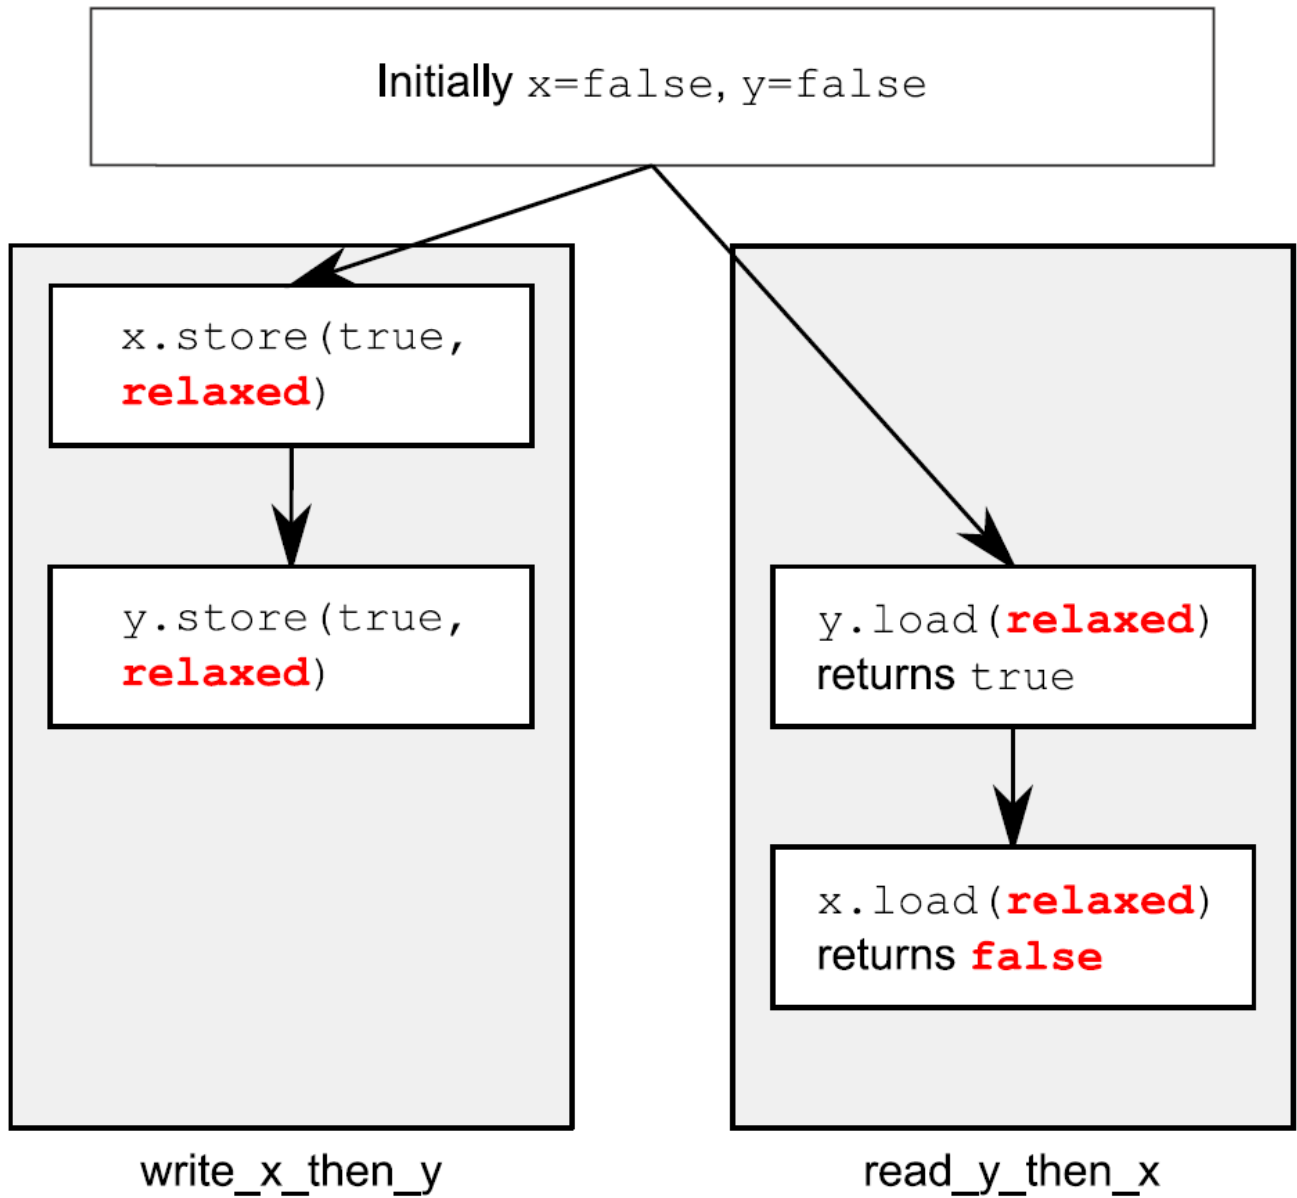 Initially x=false, y=false
x.store(true,
relaxed)
y.store(true,
relaxed)
write_x_then_y
y.load(relaxed)
returns true
x.load(relaxed)
returns false
read_y_then_x